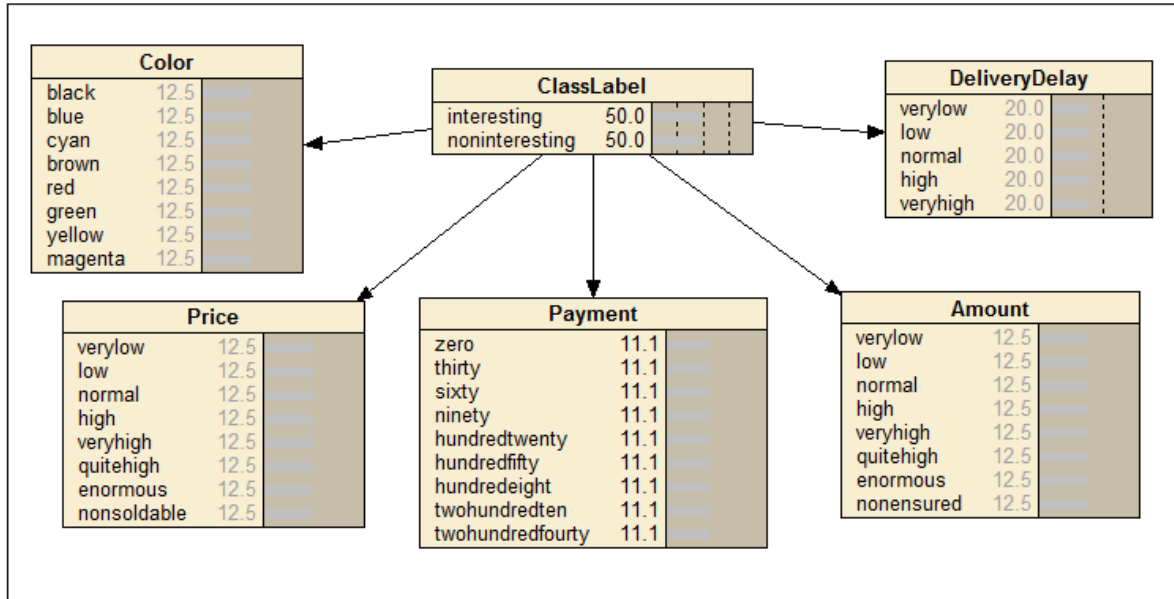 Color
black 12.5
blue 12.5
cyan 12.5
brown 12.5
red 12.5
green 12.5
yellow 12.5
magenta 12.5
ClassLabel
interesting 50.0
noninteresting 50.0
DeliveryDelay
verylow 20.0
low 20.0
normal 20.0
high 20.0
veryhigh 20.0
Price
verylow 12.5
low 12.5
normal 12.5
high 12.5
veryhigh 12.5
quitehigh 12.5
enormous 12.5
nonsoldable 12.5
Payment
zero 11.1
thirty 11.1
sixty 11.1
ninety 11.1
hundredtwenty 11.1
hundredfifty 11.1
hundredeight 11.1
twohundredten 11.1
twohundredfourty 11.1
Amount
verylow 12.5
low 12.5
normal 12.5
high 12.5
veryhigh 12.5
quitehigh 12.5
enormous 12.5
nonensured 12.5